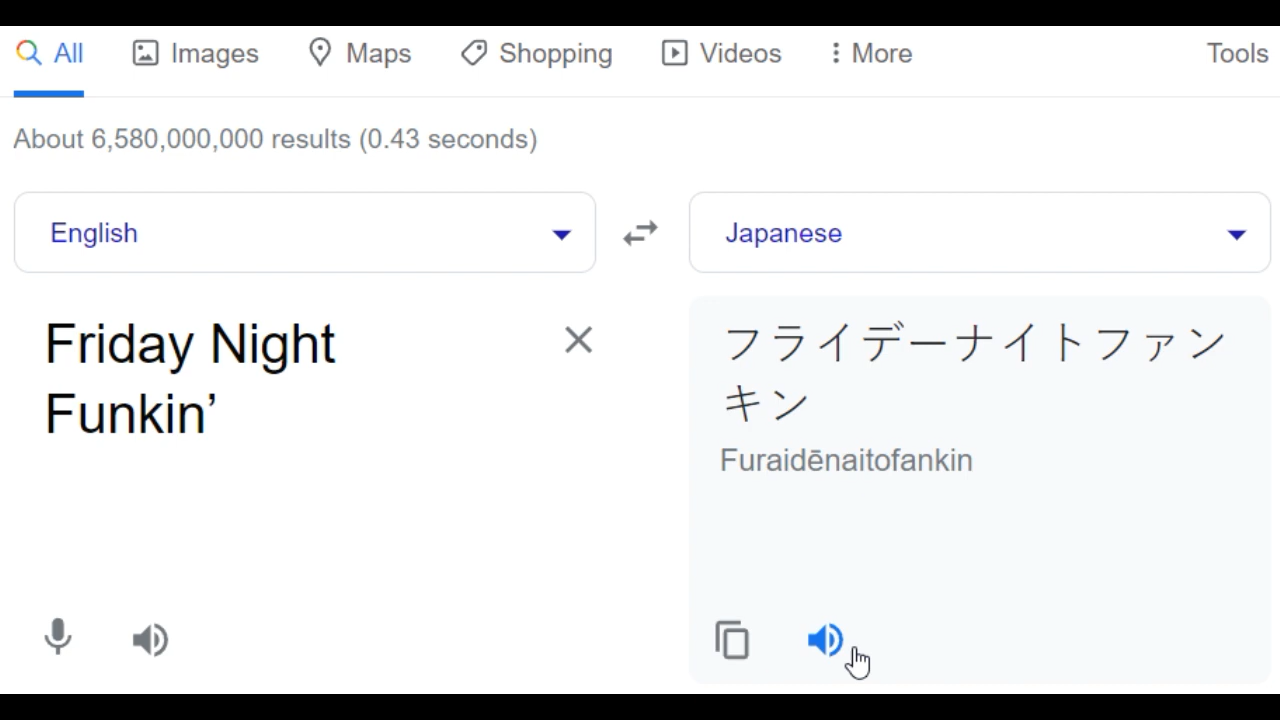 All Images Maps Shopping Videos More Tools
About 6,580,000,000 results (0.43 seconds)
English Japanese
Friday Night
Funkin’
フライデーナイトファン
キン
Furaidēnaitofankin